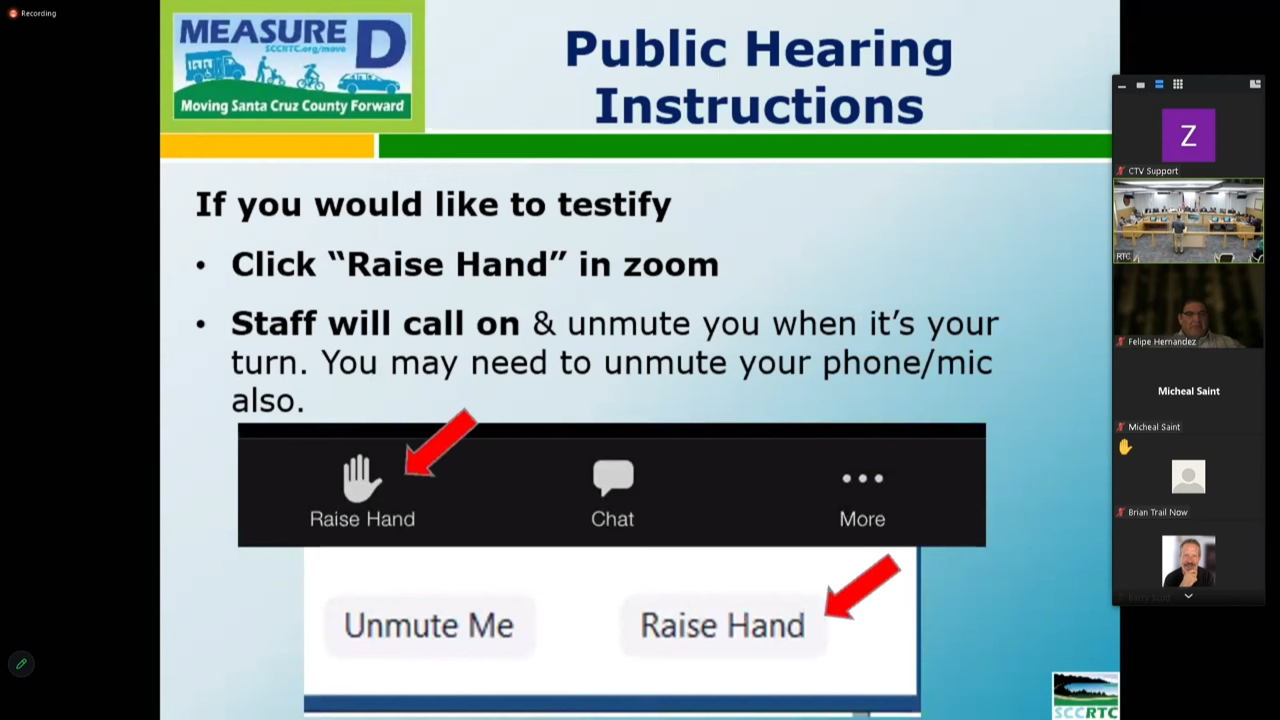 Recording
MEASURE D
SCCRTC.org/move
Moving Santa Cruz County Forward
Public Hearing
Instructions
If you would like to testify
• Click “Raise Hand” in zoom
• Staff will call on & unmute you when it’s your
turn. You may need to unmute your phone/mic
also.
Raise Hand
Chat
More
Unmute Me
Raise Hand
SCCRTC
Z
CTV Support
RTC
Felipe Hernandez
Micheal Saint
Micheal Saint
Brian Trail Now